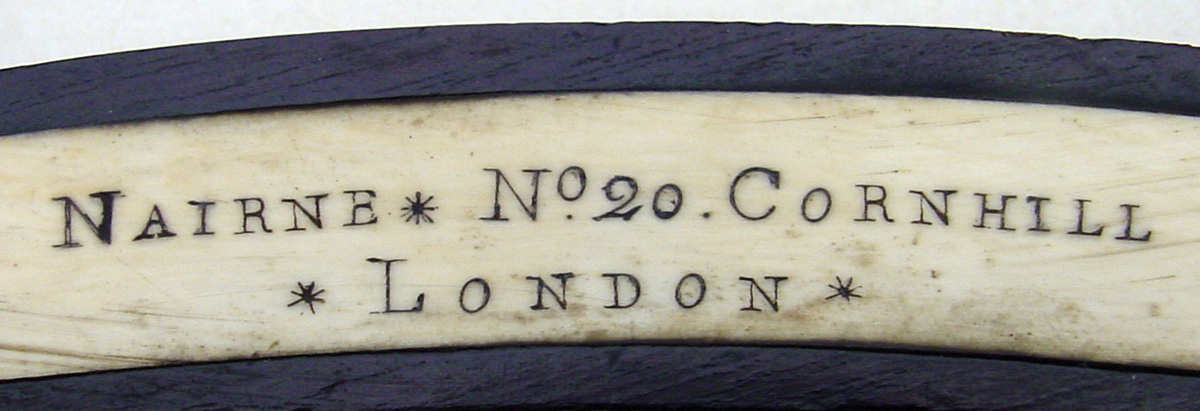 NAIRNE * Nº. 20. CORNHILL
* LONDON *